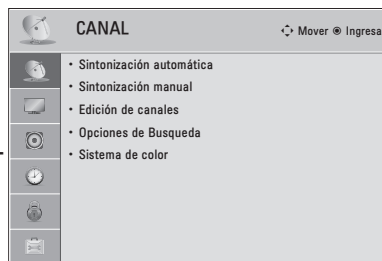 CANAL
Mover Ingresa
• Sintonización automática
• Sintonización manual
• Edición de canales
• Opciones de Busqueda
• Sistema de color